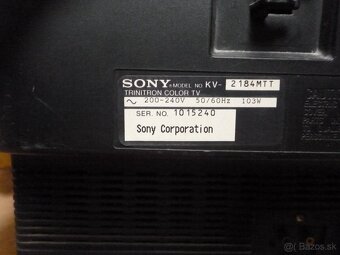 SONY MODEL NO. KV-2184MTT
TRINITRON COLOR TV
200-240V 50/60Hz 103W
SER. NO. 1015240
Sony Corporation
© Bazos.sk